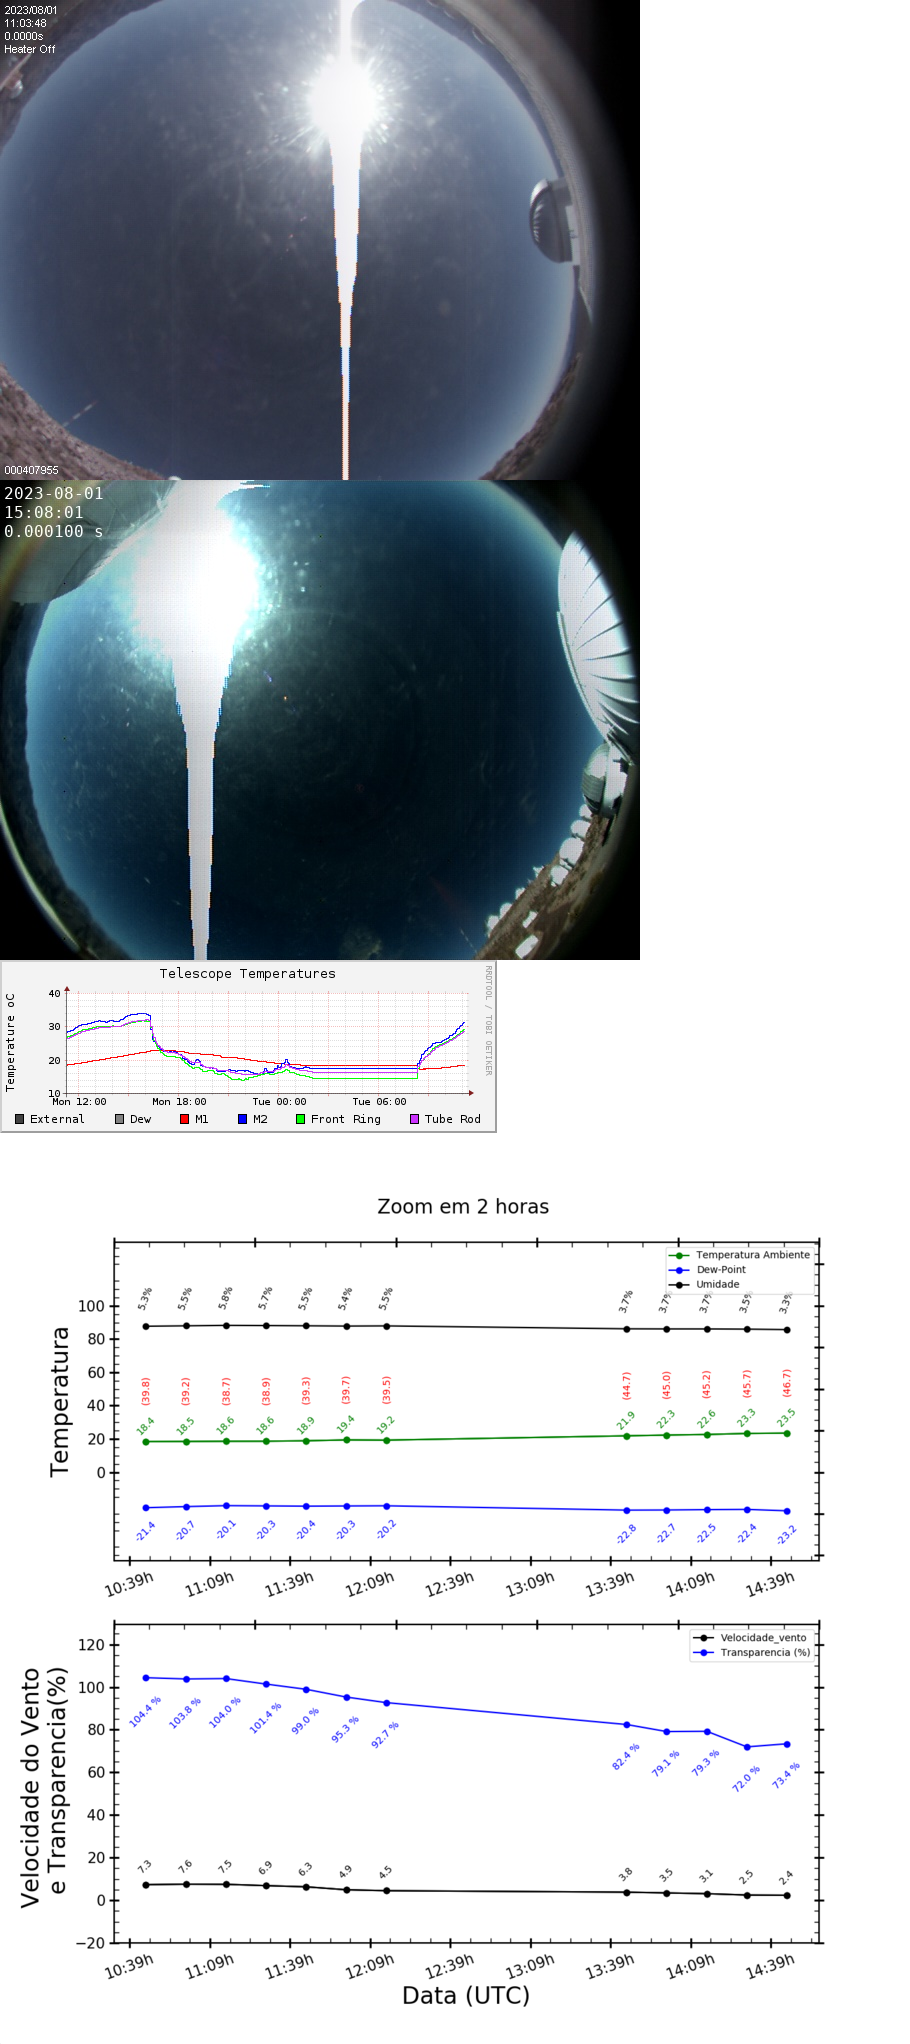 2023/08/01
11:03:48
0.0000s
Heater Off
000407955
2023-08-01
15:08:01
0.000100 s
Telescope Temperatures
RRDTOOL / TOBI OETIKER
Temperature oC
40
30
20
10
Mon 12:00 Mon 18:00 Tue 00:00 Tue 06:00
External Dew M1 M2 Front Ring Tube Rod
Zoom em 2 horas
Temperatura Ambiente
Dew-Point
Umidade
Temperatura
100
80
60
40
20
0
5.3% 5.5% 5.8% 5.7% 5.5% 5.4% 5.5% 3.7% 3.7% 3.7% 3.5% 3.3%
(39.8) (39.2) (38.7) (38.9) (39.3) (39.7) (39.5) (44.7) (45.0) (45.2) (45.7) (46.7)
18.4 18.5 18.6 18.6 18.9 19.4 19.2 21.9 22.3 22.6 23.3 23.5
-21.4 -20.7 -20.1 -20.3 -20.4 -20.3 -20.2 -22.8 -22.7 -22.5 -22.4 -23.2
10:39h 11:09h 11:39h 12:09h 12:39h 13:09h 13:39h 14:09h 14:39h
Velocidade_vento
Transparencia (%)
Velocidade do Vento
e Transparencia(%)
120
100
80
60
40
20
0
−20
104.4 % 103.8 % 104.0 % 101.4 % 99.0 % 95.3 % 92.7 % 82.4 % 79.1 % 79.3 % 72.0 % 73.4 %
7.3 7.6 7.5 6.9 6.3 4.9 4.5 3.8 3.5 3.1 2.5 2.4
10:39h 11:09h 11:39h 12:09h 12:39h 13:09h 13:39h 14:09h 14:39h
Data (UTC)